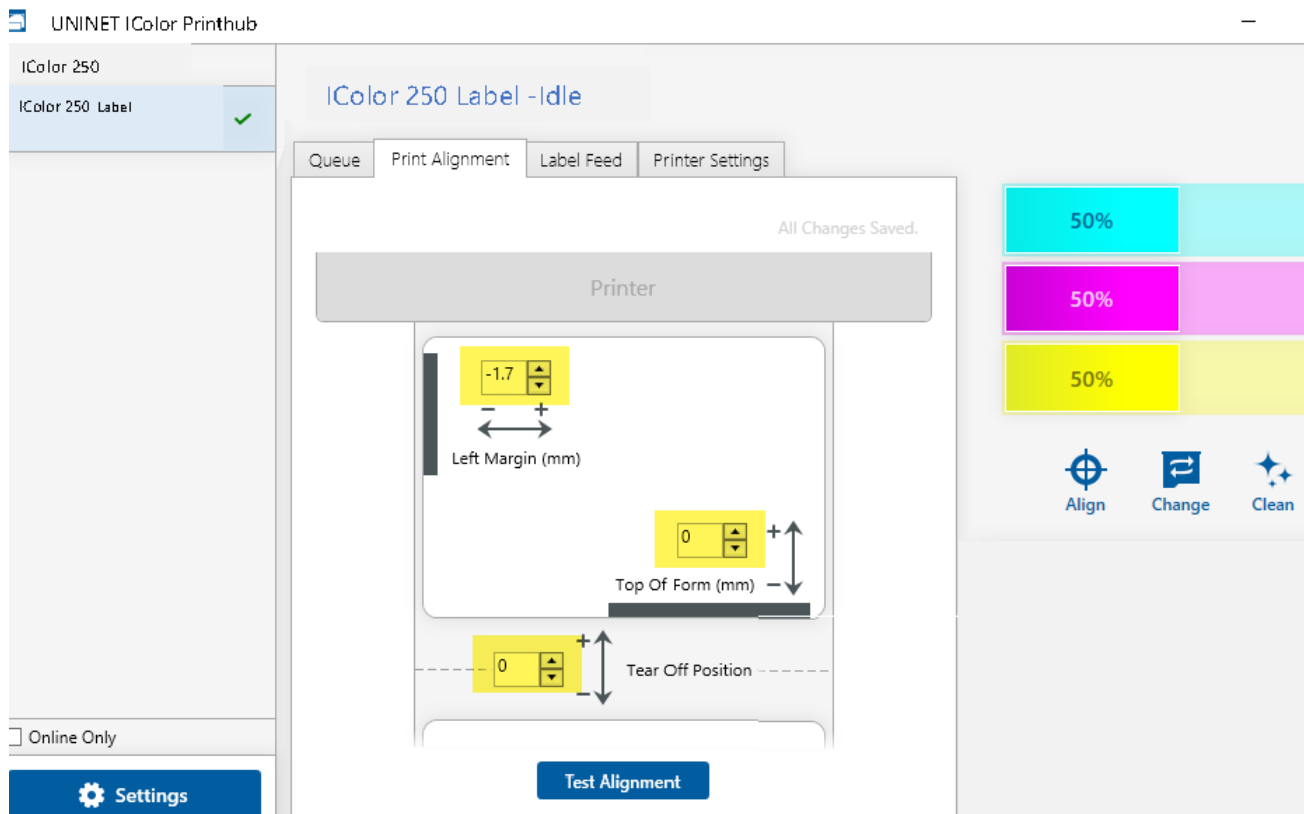 UNINET IColor Printhub
IColor 250
IColor 250 Label
Online Only
Settings
IColor 250 Label -Idle
Queue
Print Alignment
Label Feed
Printer Settings
All Changes Saved.
Printer
-1.7
− +
Left Margin (mm)
0
+
Top Of Form (mm) −
+
0
Tear Off Position
−
Test Alignment
50%
50%
50%
Align
Change
Clean